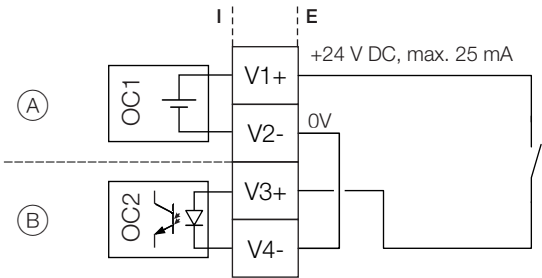 I E
+24 V DC, max. 25 mA
OC1
V1+
A
0V
V2-
OC2
V3+
B
V4-